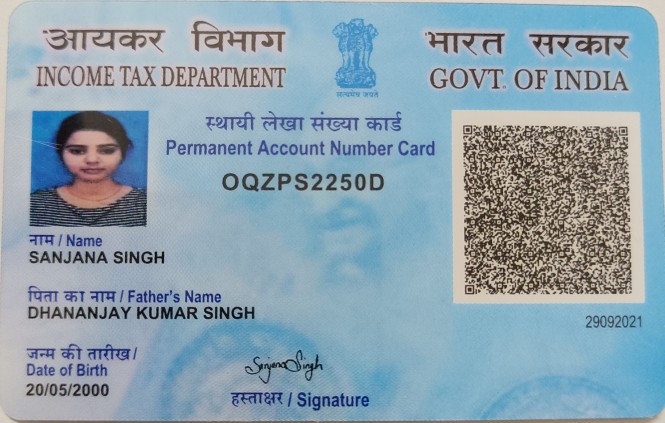 आयकर विभाग
INCOME TAX DEPARTMENT
सत्यमेव जयते
भारत सरकार
GOVT. OF INDIA
स्थायी लेखा संख्या कार्ड
Permanent Account Number Card
OQZPS2250D
नाम / Name
SANJANA SINGH
पिता का नाम / Father's Name
DHANANJAY KUMAR SINGH
29092021
जन्म की तारीख /
Date of Birth
20/05/2000
Sanjana Singh
हस्ताक्षर / Signature